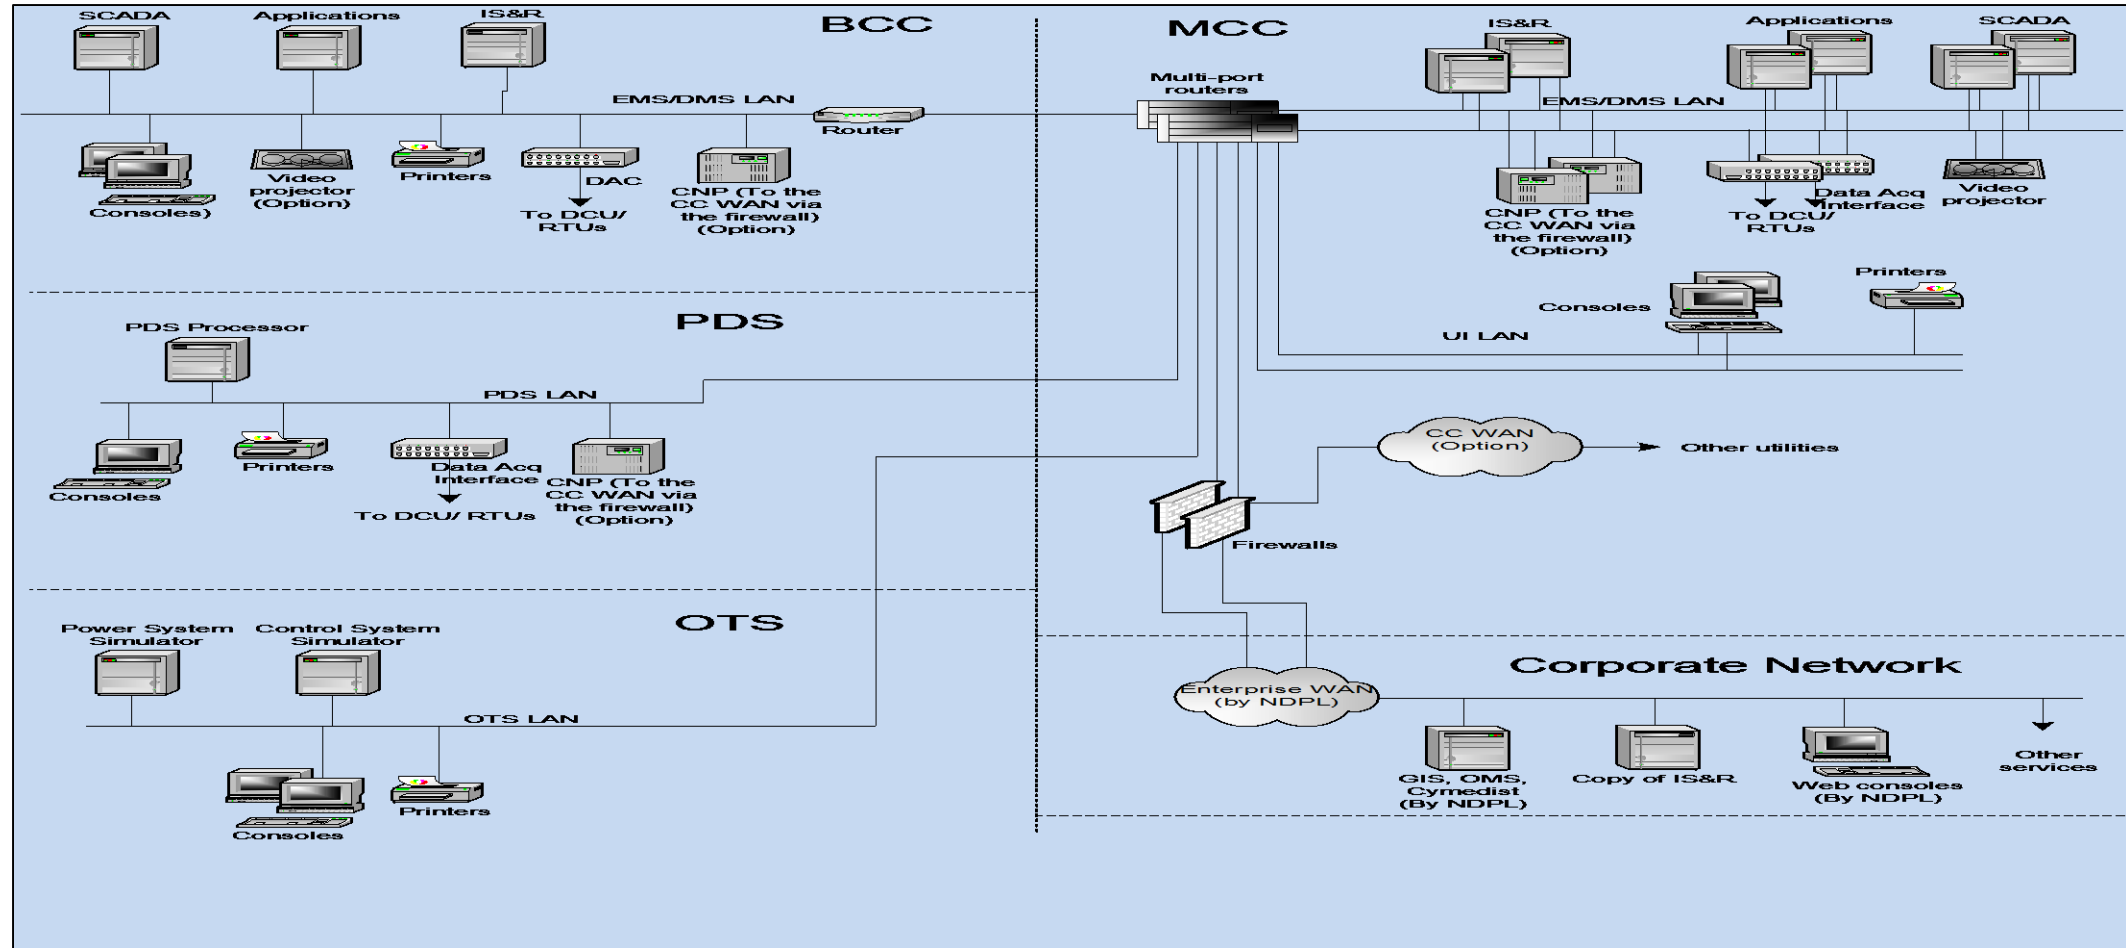 SCADA
Applications
IS&R
BCC
EMS/DMS LAN
Router
Consoles)
Video
projector
(Option)
Printers
DAC
To DCU/
RTUs
CNP (To the
CC WAN via
the firewall)
(Option)
MCC
Multi-port
routers
IS&R
Applications
SCADA
EMS/DMS LAN
CNP (To the
CC WAN via
the firewall)
(Option)
To DCU/
RTUs
Data Acq
Interface
Video
projector
Consoles
Printers
UI LAN
PDS
PDS Processor
PDS LAN
Consoles
Printers
Data Acq
Interface
To DCU/ RTUs
CNP (To the
CC WAN via
the firewall)
(Option)
CC WAN
(Option)
Other utilities
Firewalls
OTS
Power System
Simulator
Control System
Simulator
OTS LAN
Consoles
Printers
Corporate Network
Enterprise WAN
(by NDPL)
GIS, OMS,
Cymedist
(By NDPL)
Copy of IS&R
Web consoles
(By NDPL)
Other
services